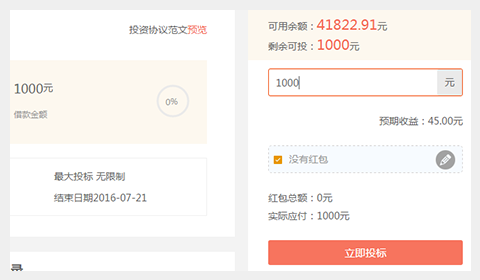 投资协议范文预览
1000元
借款金额
0%
最大投标 无限制
结束日期2016-07-21
可用余额：41822.91元
剩余可投：1000元
1000
元
预期收益：45.00元
没有红包
红包总额：0元
实际应付：1000元
立即投标